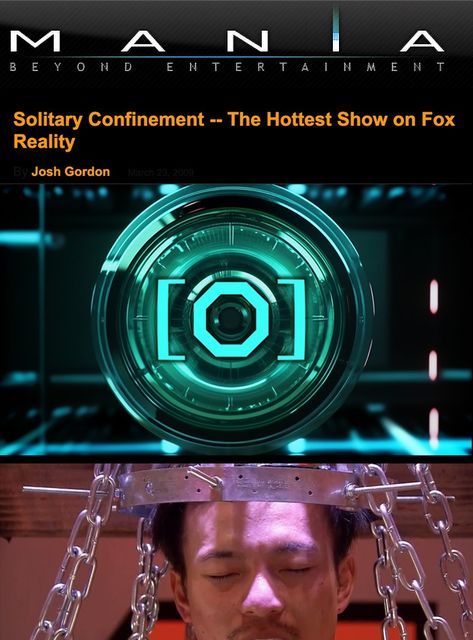 MANIA
BEYOND ENTERTAINMENT
Solitary Confinement -- The Hottest Show on Fox
Reality
By Josh Gordon March 23, 2009
[O]